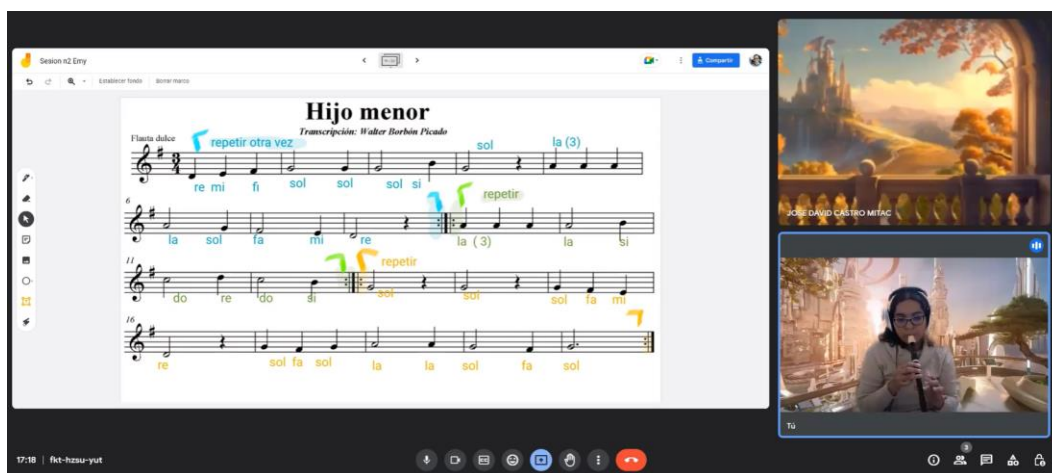 Sesion n2 Emy
Compartir
Establecer fondo Borrar marco
Hijo menor
Transcripción: Walter Borbón Picado
Flauta dulce
repetir otra vez
sol la (3)
re mi fi sol sol sol si
repetir
6
la sol fa mi re la ( 3) la si
11
repetir
do re do si sol sol sol fa mi
16
re sol fa sol la la sol fa sol
JOSE DAVID CASTRO MITAC
Tú
17:18 | fkt-hzsu-yut
3